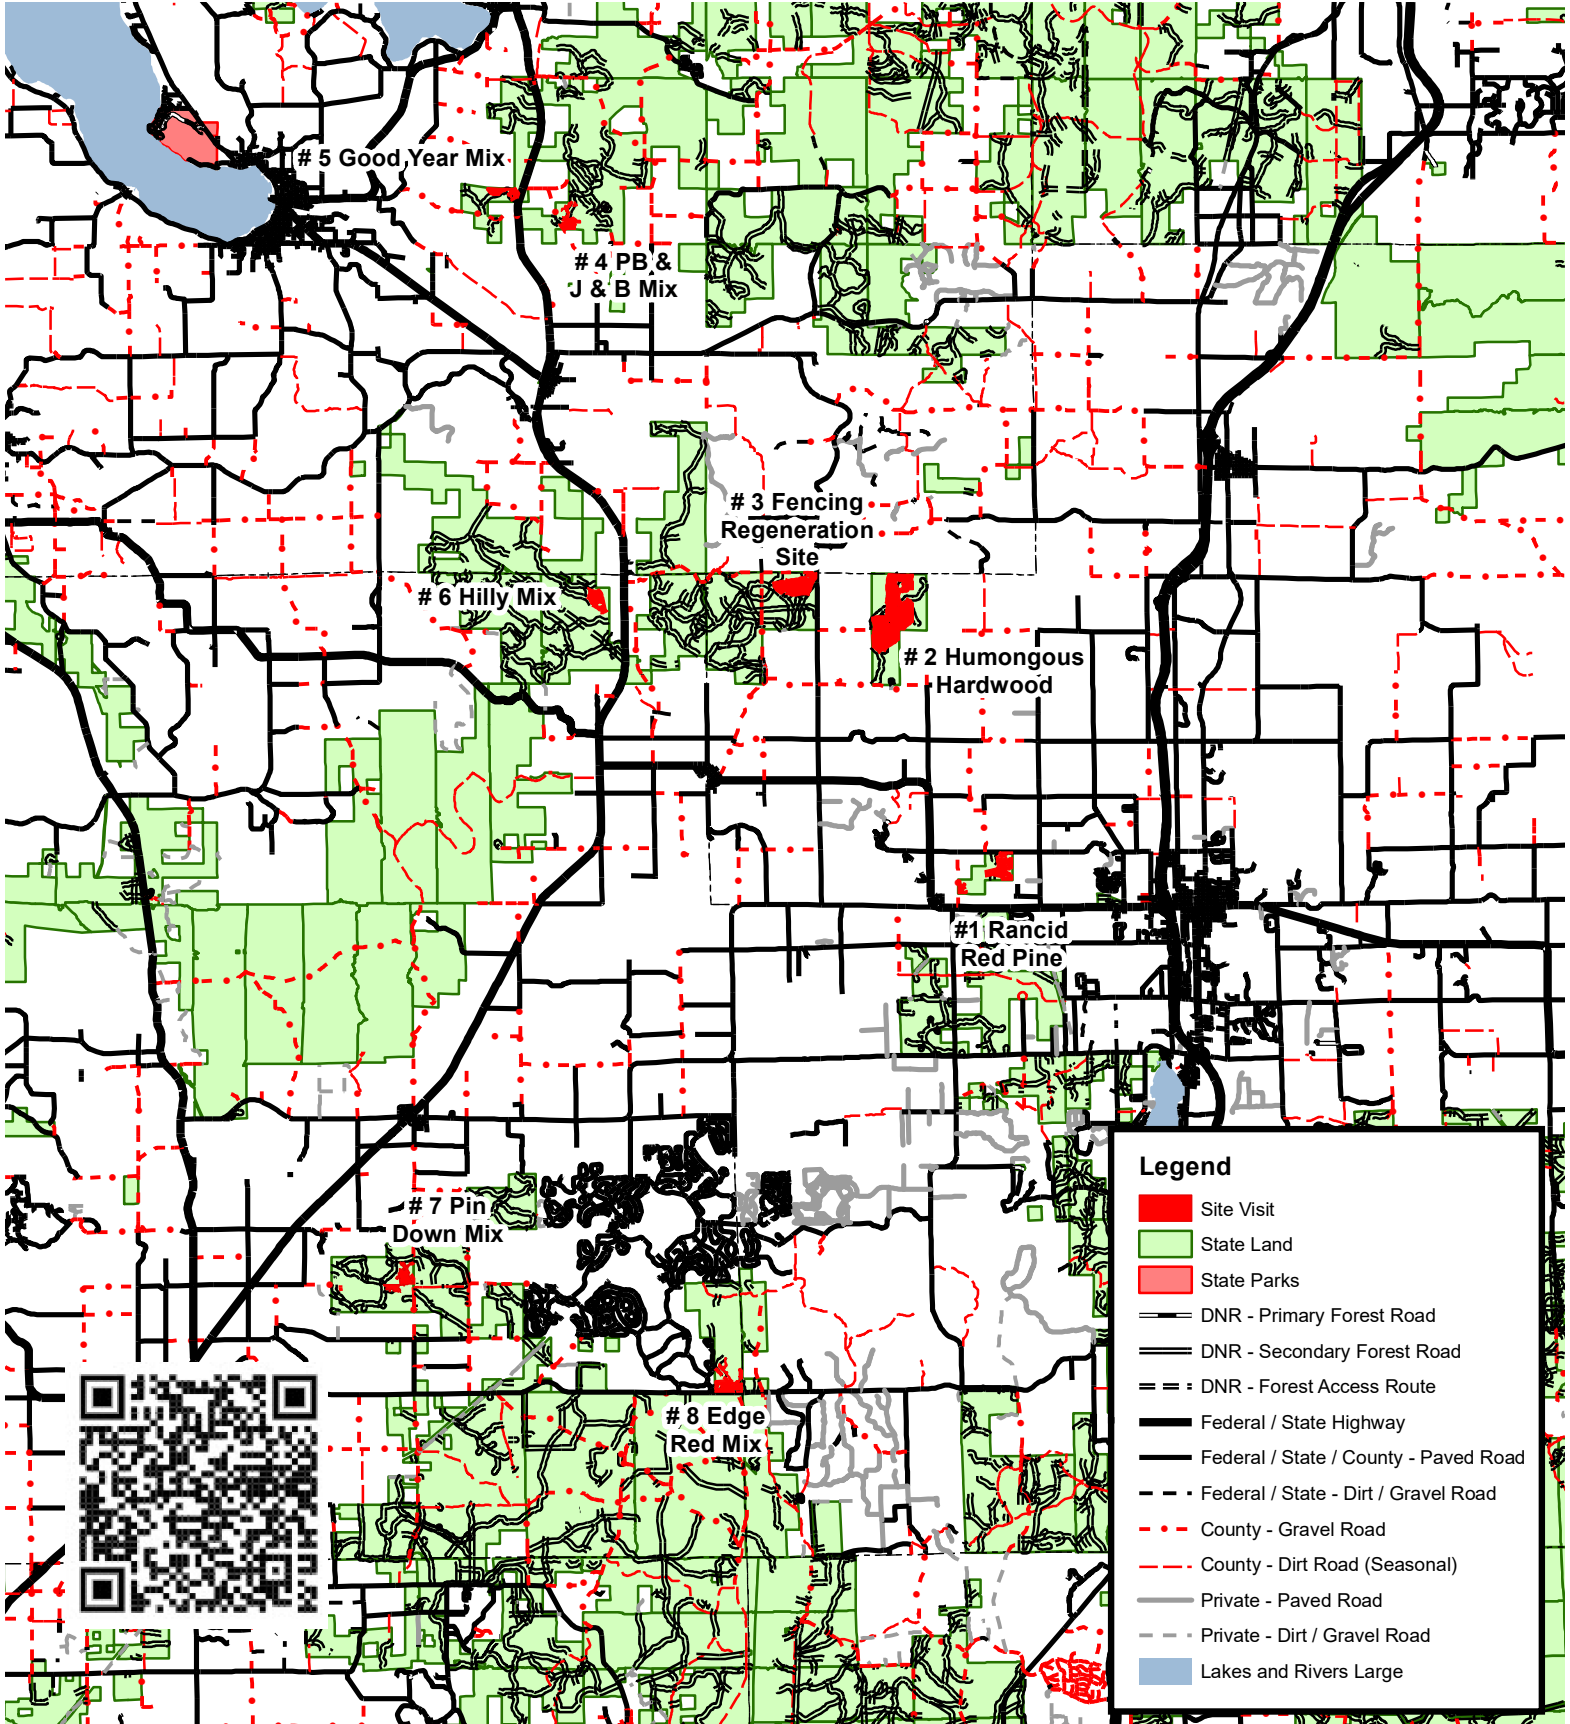 # 5 Good Year Mix
# 4 PB &
J & B Mix
# 3 Fencing
Regeneration
Site
# 6 Hilly Mix
# 2 Humongous
Hardwood
#1 Rancid
Red Pine
# 7 Pin
Down Mix
# 8 Edge
Red Mix
Legend
Site Visit
State Land
State Parks
DNR - Primary Forest Road
DNR - Secondary Forest Road
DNR - Forest Access Route
Federal / State Highway
Federal / State / County - Paved Road
Federal / State - Dirt / Gravel Road
County - Gravel Road
County - Dirt Road (Seasonal)
Private - Paved Road
Private - Dirt / Gravel Road
Lakes and Rivers Large